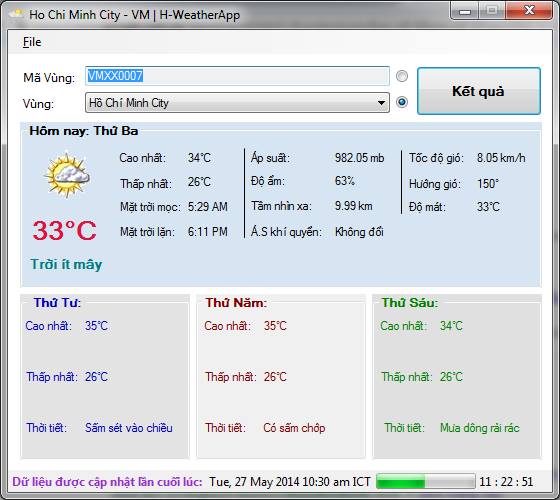 Ho Chi Minh City - VM | H-WeatherApp
File
Mã Vùng: VMXX0007
Vùng: Hồ Chí Minh City
Kết quả
Hôm nay: Thứ Ba
Cao nhất: 34°C Áp suất: 982.05 mb Tốc độ gió: 8.05 km/h
Thấp nhất: 26°C Độ ẩm: 63% Hướng gió: 150°
Mặt trời mọc: 5:29 AM Tầm nhìn xa: 9.99 km Độ mát: 33°C
33°C
Mặt trời lặn: 6:11 PM Á.S khí quyển: Không đổi
Trời ít mây
Thứ Tư: Thứ Năm: Thứ Sáu:
Cao nhất: 35°C Cao nhất: 35°C Cao nhất: 34°C
Thấp nhất: 26°C Thấp nhất: 26°C Thấp nhất: 26°C
Thời tiết: Sấm sét vào chiều Thời tiết: Có sấm chớp Thời tiết: Mưa dông rải rác
Dữ liệu được cập nhật lần cuối lúc: Tue, 27 May 2014 10:30 am ICT 11 : 22 : 51